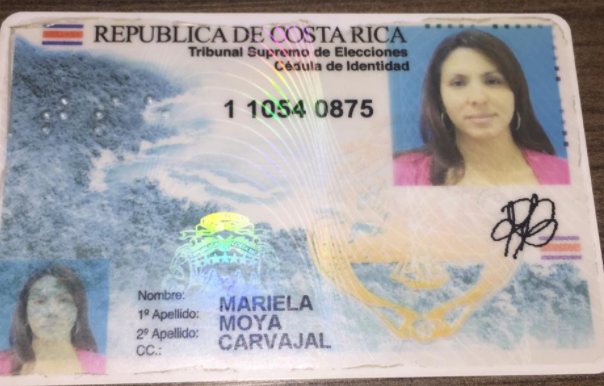 REPUBLICA DE COSTA RICA
Tribunal Supremo de Elecciones
Cédula de Identidad
1 1054 0875
Nombre: MARIELA
1º Apellido: MOYA
2º Apellido: CARVAJAL
CC.: